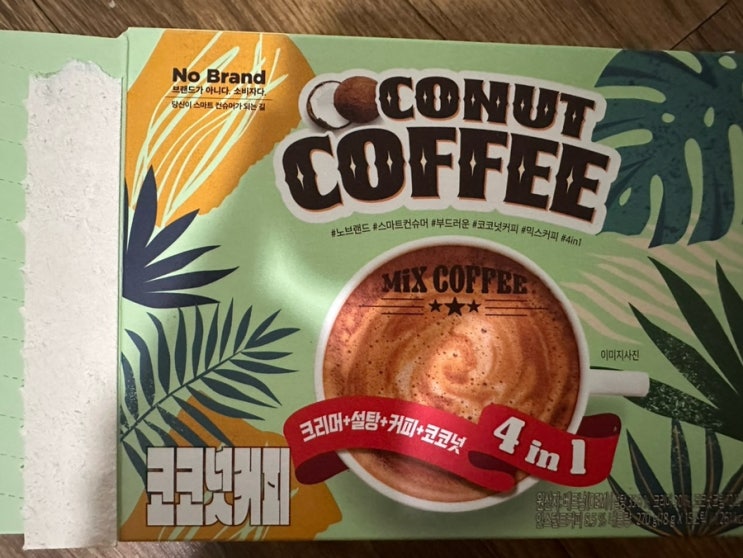 No Brand
브랜드가 아니다. 소비자다.
당신이 스마트 컨슈머가 되는 길
COCONUT
COFFEE
#노브랜드 #스마트컨슈머 #부드러운 #코코넛커피 #믹스커피 #4in1
MiX COFFEE
이미지사진
크리머+설탕+커피+코코넛
4 in 1
코코넛커피
270 g(18 g X 15